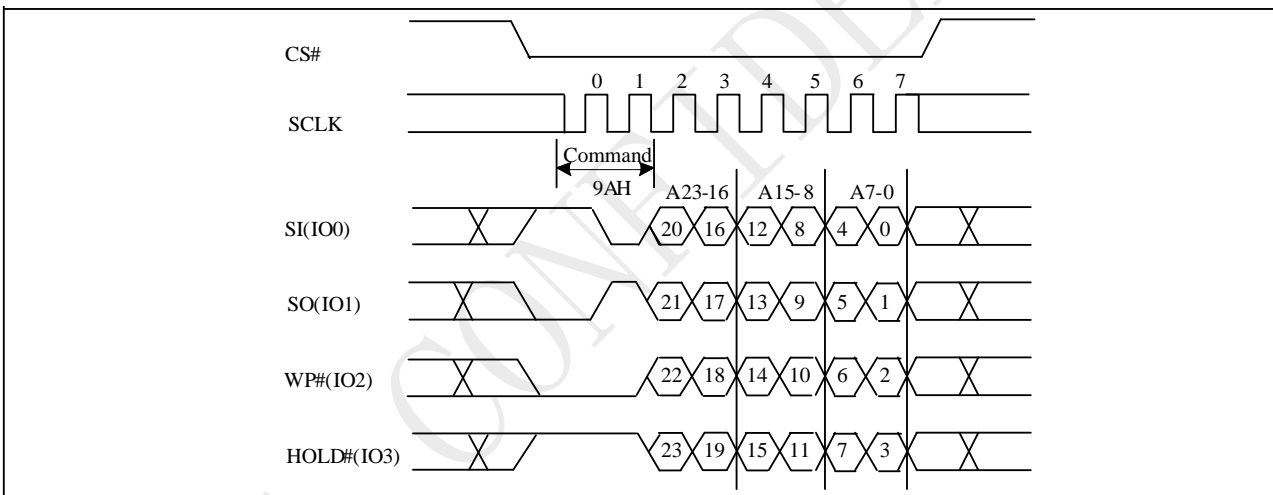 CS#
0 1 2 3 4 5 6 7
SCLK
Command
9AH
A23-16 A15-8 A7-0
SI(IO0) 20 16 12 8 4 0
SO(IO1) 21 17 13 9 5 1
WP#(IO2) 22 18 14 10 6 2
HOLD#(IO3) 23 19 15 11 7 3